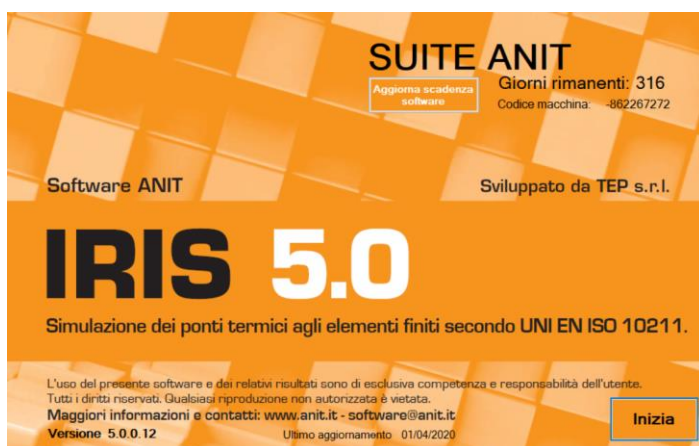 SUITE ANIT
Aggiorna scadenza
software
Giorni rimanenti: 316
Codice macchina: -862267272
Software ANIT
Sviluppato da TEP s.r.l.
IRIS 5.0
Simulazione dei ponti termici agli elementi finiti secondo UNI EN ISO 10211.
L'uso del presente software e dei relativi risultati sono di esclusiva competenza e responsabilità dell'utente.
Tutti i diritti riservati. Qualsiasi riproduzione non autorizzata è vietata.
Maggiori informazioni e contatti: www.anit.it - software@anit.it
Versione 5.0.0.12
Ultimo aggiornamento 01/04/2020
Inizia